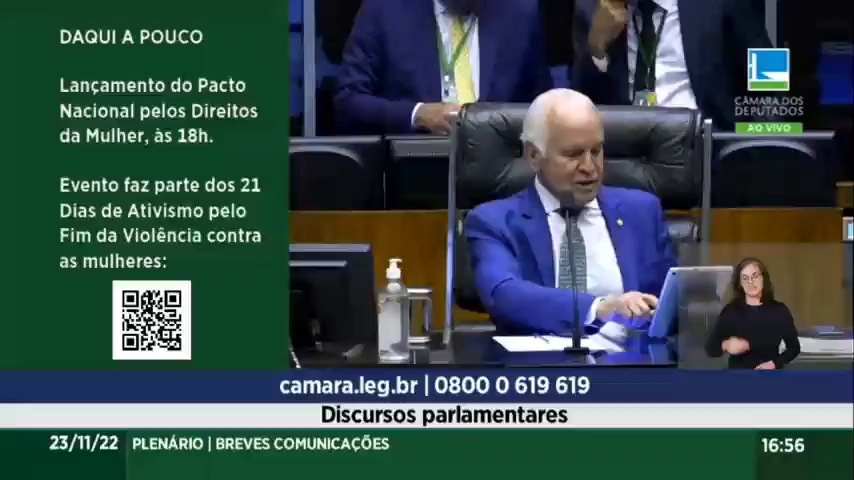 DAQUI A POUCO
Lançamento do Pacto
Nacional pelos Direitos
da Mulher, às 18h.
Evento faz parte dos 21
Dias de Ativismo pelo
Fim da Violência contra
as mulheres:
CÂMARA DOS
DEPUTADOS
AO VIVO
camara.leg.br | 0800 0 619 619
Discursos parlamentares
23/11/22 PLENÁRIO | BREVES COMUNICAÇÕES 16:56